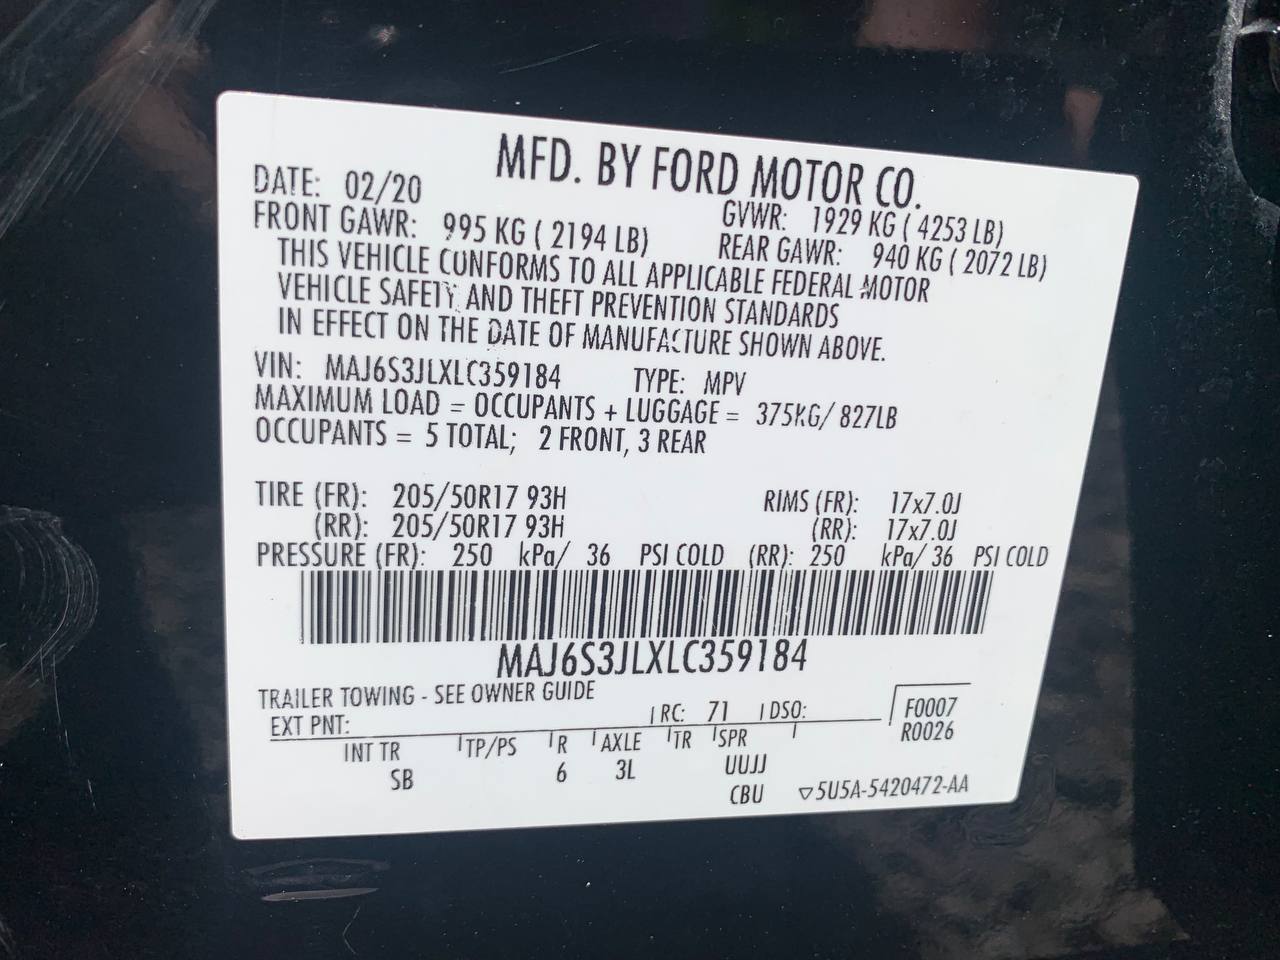 MFD. BY FORD MOTOR CO.
DATE: 02/20 GVWR: 1929 KG ( 4253 LB)
FRONT GAWR: 995 KG ( 2194 LB) REAR GAWR: 940 KG ( 2072 LB)
THIS VEHICLE CONFORMS TO ALL APPLICABLE FEDERAL MOTOR
VEHICLE SAFETY AND THEFT PREVENTION STANDARDS
IN EFFECT ON THE DATE OF MANUFACTURE SHOWN ABOVE.
VIN: MAJ6S3JLXLC359184 TYPE: MPV
MAXIMUM LOAD = OCCUPANTS + LUGGAGE = 375KG/ 827LB
OCCUPANTS = 5 TOTAL; 2 FRONT, 3 REAR
TIRE (FR): 205/50R17 93H RIMS (FR): 17x7.0J
(RR): 205/50R17 93H (RR): 17x7.0J
PRESSURE (FR): 250 kPa/ 36 PSI COLD (RR): 250 kPa/ 36 PSI COLD
MAJ6S3JLXLC359184
TRAILER TOWING - SEE OWNER GUIDE
EXT PNT: RC: 71 DSO: F0007
R0026
INT TR TP/PS R AXLE TR SPR
SB 6 3L UUJJ
CBU ▽5U5A-5420472-AA